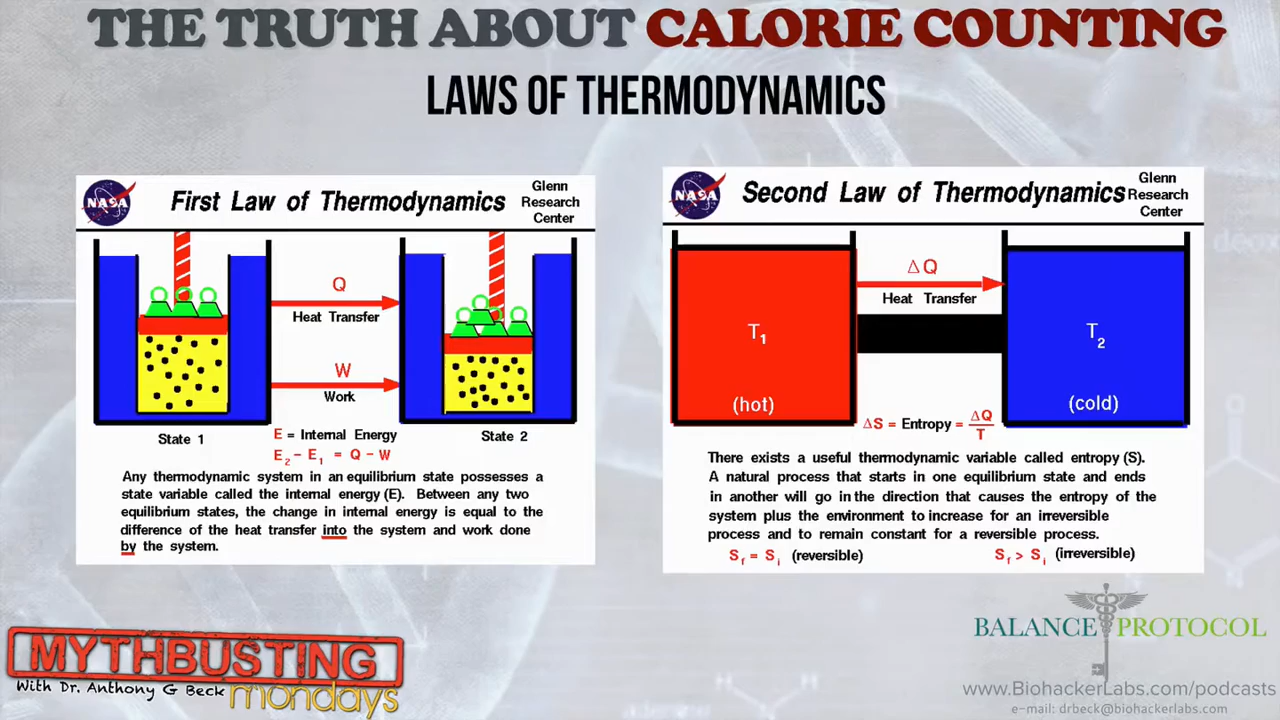 THE TRUTH ABOUT CALORIE COUNTING
LAWS OF THERMODYNAMICS
NASA
First Law of Thermodynamics
Glenn
Research
Center
Q
Heat Transfer
W
Work
State 1
State 2
E = Internal Energy
E₂ − E₁ = Q − W
Any thermodynamic system in an equilibrium state possesses a
state variable called the internal energy (E). Between any two
equilibrium states, the change in internal energy is equal to the
difference of the heat transfer into the system and work done
by the system.
NASA
Second Law of Thermodynamics
Glenn
Research
Center
ΔQ
Heat Transfer
T₁
(hot)
T₂
(cold)
ΔS = Entropy = ΔQ/T
There exists a useful thermodynamic variable called entropy (S).
A natural process that starts in one equilibrium state and ends
in another will go in the direction that causes the entropy of the
system plus the environment to increase for an irreversible
process and to remain constant for a reversible process.
S_f = S_i (reversible)
S_f > S_i (irreversible)
MYTHBUSTING
With Dr. Anthony G Beck
mondays
BALANCE PROTOCOL
www.BiohackerLabs.com/podcasts
e-mail: drbeck@biohackerlabs.com